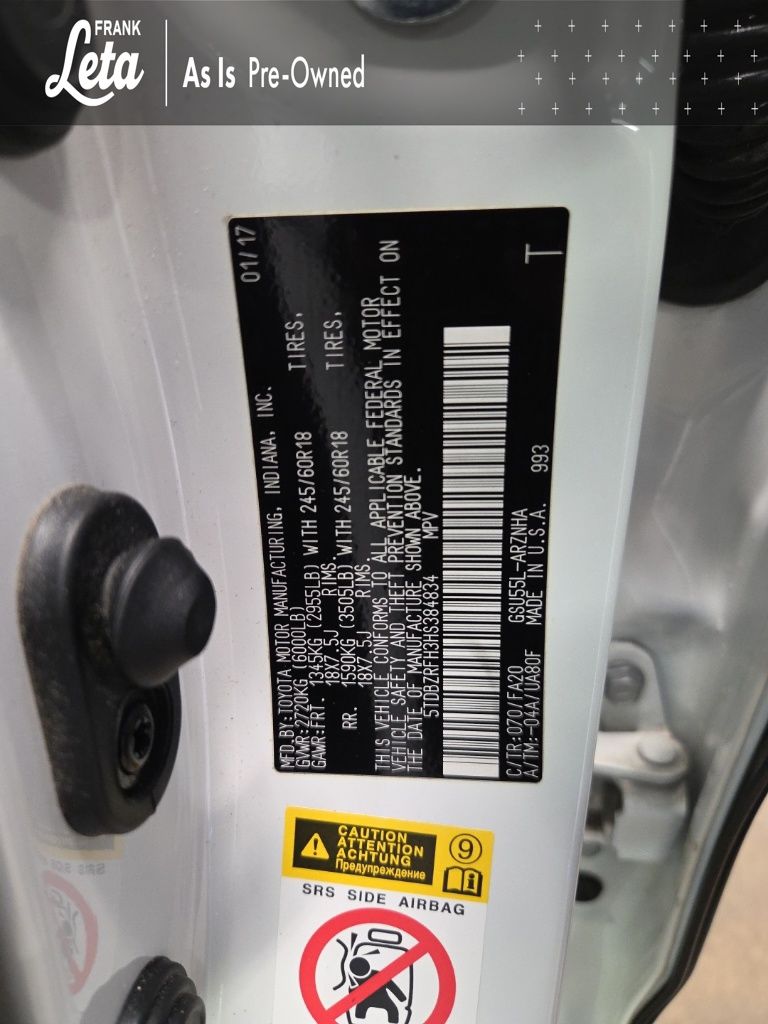 FRANK
Leta
As Is Pre-Owned
MFD.BY:TOYOTA MOTOR MANUFACTURING, INDIANA, INC. 01/17
GVWR:2720KG (6000LB)
GAWR:FRT. 1345KG (2955LB) WITH 245/60R18 TIRES,
18X7.5J RIMS,
RR. 1590KG (3505LB) WITH 245/60R18 TIRES,
18X7.5J RIMS.
THIS VEHICLE CONFORMS TO ALL APPLICABLE FEDERAL MOTOR
VEHICLE SAFETY AND THEFT PREVENTION STANDARDS IN EFFECT ON
THE DATE OF MANUFACTURE SHOWN ABOVE.
5TDBZRFH3HS384834 MPV
C/TR:070/FA20 GSU55L-ARZNHA
A/TM:-04A/UA80F MADE IN U.S.A. 993 T
CAUTION
ATTENTION
ACHTUNG
Предупреждение
9
SRS SIDE AIRBAG